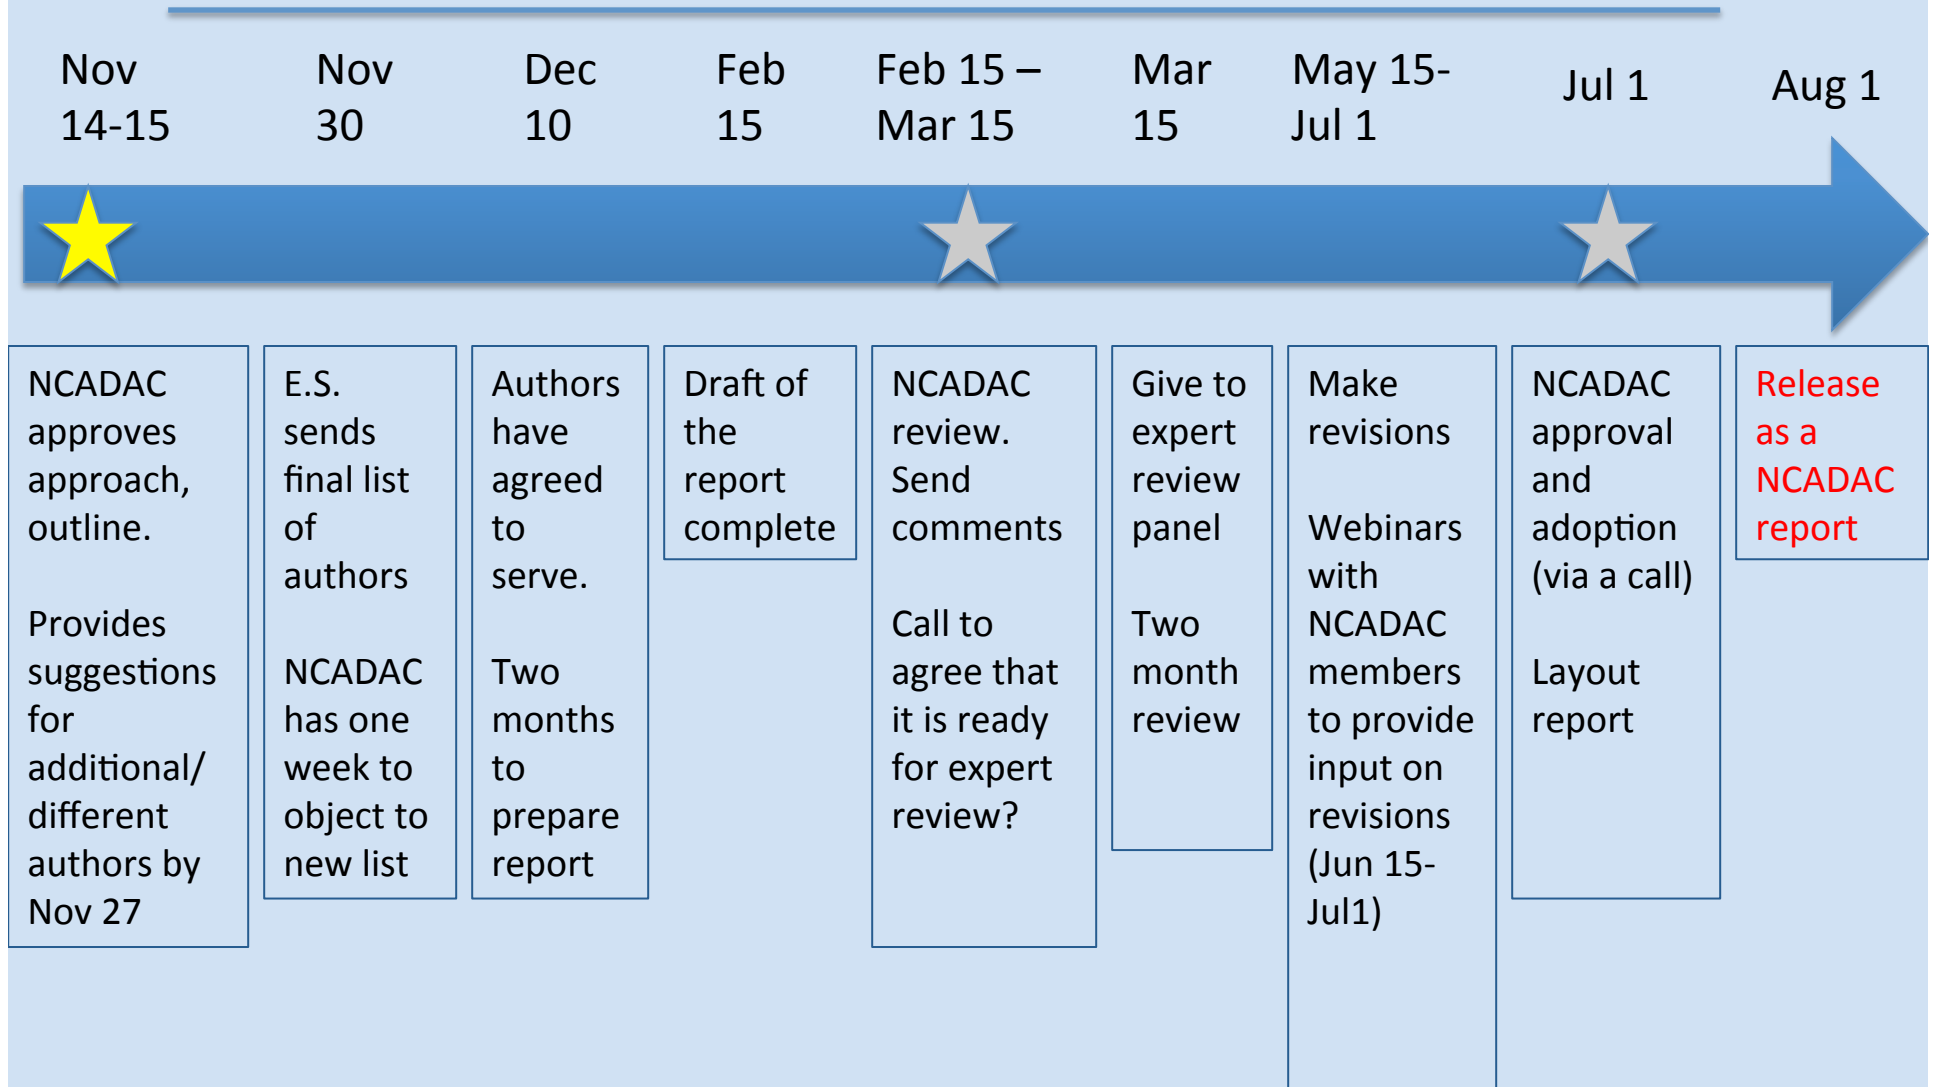 Nov
14-15
Nov
30
Dec
10
Feb
15
Feb 15 –
Mar 15
Mar
15
May 15-
Jul 1
Jul 1
Aug 1
NCADAC
approves
approach,
outline.
Provides
suggestions
for
additional/
different
authors by
Nov 27
E.S.
sends
final list
of
authors
NCADAC
has one
week to
object to
new list
Authors
have
agreed
to
serve.
Two
months
to
prepare
report
Draft of
the
report
complete
NCADAC
review.
Send
comments
Call to
agree that
it is ready
for expert
review?
Give to
expert
review
panel
Two
month
review
Make
revisions
Webinars
with
NCADAC
members
to provide
input on
revisions
(Jun 15-
Jul1)
NCADAC
approval
and
adoption
(via a call)
Layout
report
Release
as a
NCADAC
report